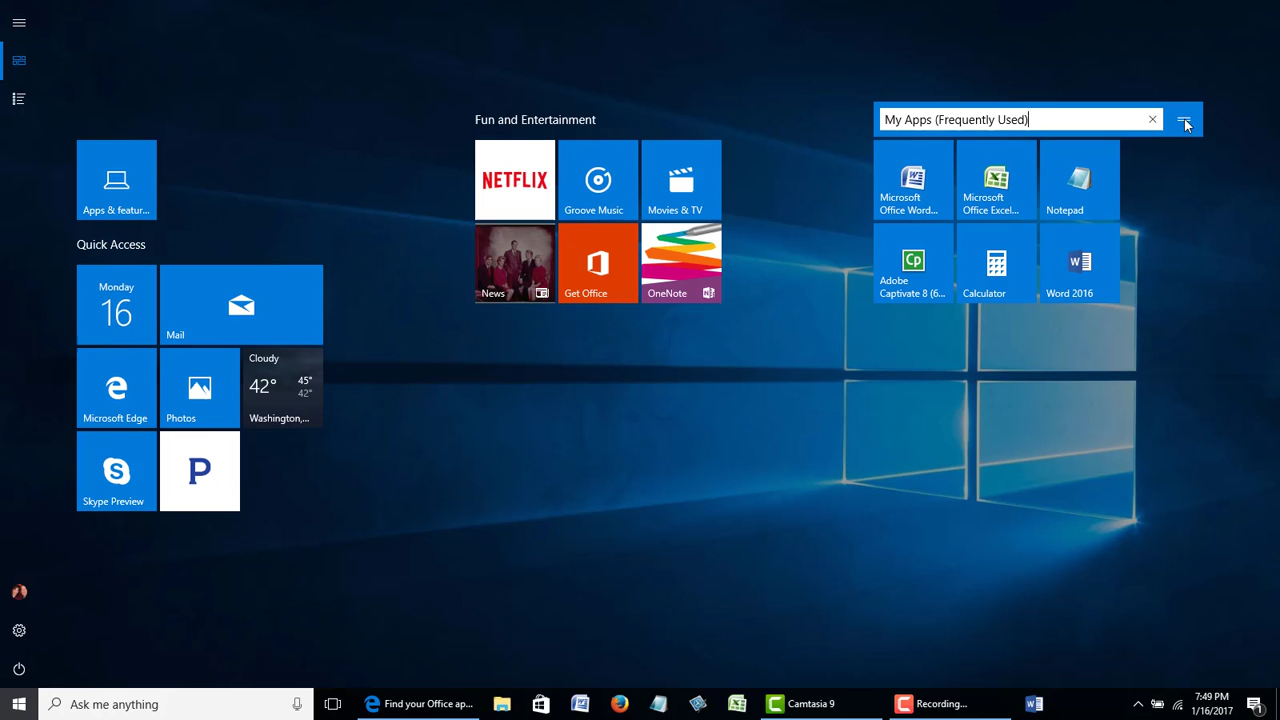 Fun and Entertainment
My Apps (Frequently Used)
Apps & featur...
NETFLIX
Groove Music
Movies & TV
Microsoft
Office Word...
Microsoft
Office Excel...
Notepad
News
Get Office
OneNote
Cp
Adobe
Captivate 8 (6...
Calculator
Word 2016
Quick Access
Monday
16
Mail
Cloudy
42°
45°
42°
Washington,...
Microsoft Edge
Photos
Skype Preview
P
Ask me anything
Find your Office ap...
Camtasia 9
Recording...
7:49 PM
1/16/2017
1